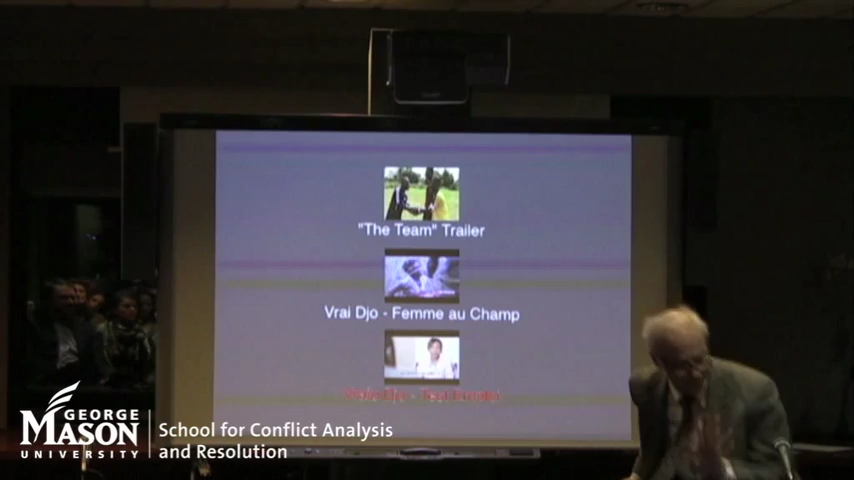 "The Team" Trailer
Vrai Djo - Femme au Champ
GEORGE
MASON
UNIVERSITY
School for Conflict Analysis
and Resolution